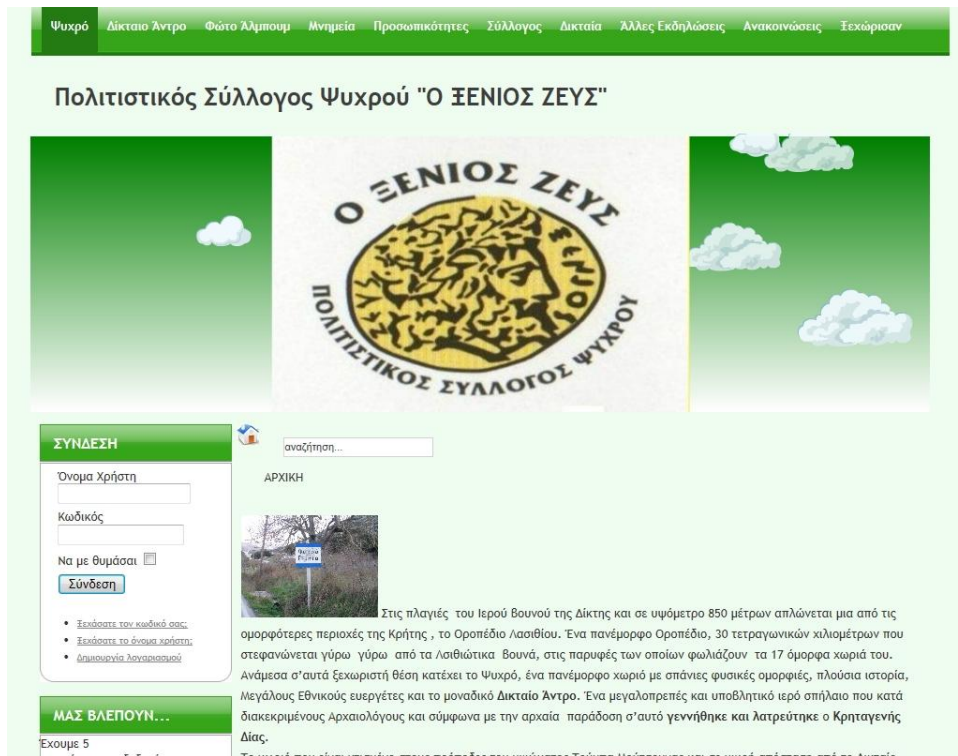 Ψυχρό Δίκταιο Άντρο Φώτο Άλμπουμ Μνημεία Προσωπικότητες Σύλλογος Δικταία Άλλες Εκδηλώσεις Ανακοινώσεις Ξεχώρισαν
Πολιτιστικός Σύλλογος Ψυχρού "Ο ΞΕΝΙΟΣ ΖΕΥΣ"
Ο ΞΕΝΙΟΣ ΖΕΥΣ
ΠΟΛΙΤΙΣΤΙΚΟΣ ΣΥΛΛΟΓΟΣ ΨΥΧΡΟΥ
ΣΥΝΔΕΣΗ
Όνομα Χρήστη
Κωδικός
Να με θυμάσαι
Σύνδεση
Ξεχάσατε τον κωδικό σας;
Ξεχάσατε το όνομα χρήστη;
Δημιουργία λογαριασμού
ΜΑΣ ΒΛΕΠΟΥΝ...
Έχουμε 5
αναζήτηση...
ΑΡΧΙΚΗ
Στις πλαγιές του Ιερού βουνού της Δίκτης και σε υψόμετρο 850 μέτρων απλώνεται μια από τις
ομορφότερες περιοχές της Κρήτης , το Οροπέδιο Λασιθίου. Ένα πανέμορφο Οροπέδιο, 30 τετραγωνικών χιλιομέτρων που
στεφανώνεται γύρω γύρω από τα Λσιθιώτικα βουνά, στις παρυφές των οποίων φωλιάζουν τα 17 όμορφα χωριά του.
Ανάμεσα σ'αυτά ξεχωριστή θέση κατέχει το Ψυχρό, ένα πανέμορφο χωριό με σπάνιες φυσικές ομορφιές, πλούσια ιστορία,
Μεγάλους Εθνικούς ευεργέτες και το μοναδικό Δικταίο Άντρο. Ένα μεγαλοπρεπές και υποβλητικό ιερό σπήλαιο που κατά
διακεκριμένους Αρχαιολόγους και σύμφωνα με την αρχαία παράδοση σ'αυτό γεννήθηκε και λατρεύτηκε ο Κρηταγενής
Δίας.